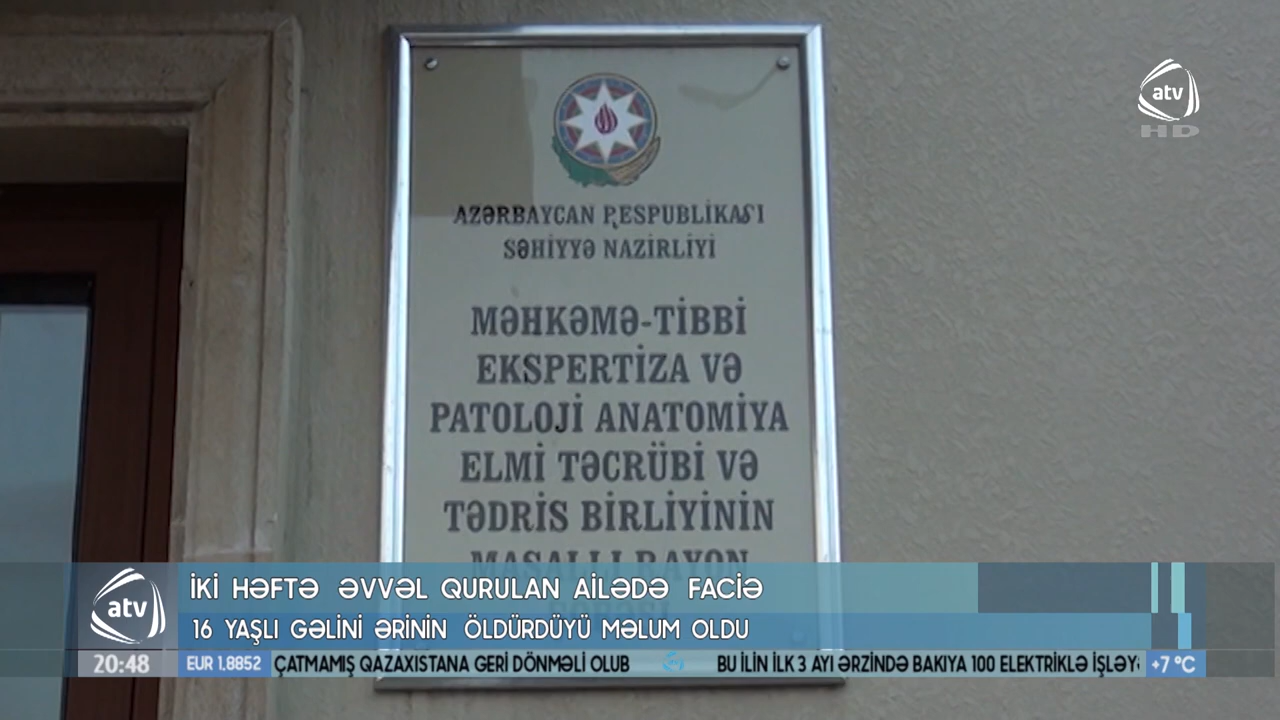 atv
HD
AZƏRBAYCAN RESPUBLİKASI
SƏHİYYƏ NAZİRLİYİ
MƏHKƏMƏ-TİBBİ
EKSPERTİZA VƏ
PATOLOJİ ANATOMİYA
ELMİ TƏCRÜBİ VƏ
TƏDRİS BİRLİYİNİN
MASALLI RAYON
atv
İKİ HƏFTƏ ƏVVƏL QURULAN AİLƏDƏ FACİƏ
16 YAŞLI GƏLİNİ ƏRİNİN ÖLDÜRDÜYÜ MƏLUM OLDU
20:48 EUR 1,8852 ÇATMAMIŞ QAZAXISTANA GERİ DÖNMƏLİ OLUB BU İLİN İLK 3 AYI ƏRZİNDƏ BAKIYA 100 ELEKTRİKLƏ İŞLƏY +7 °C